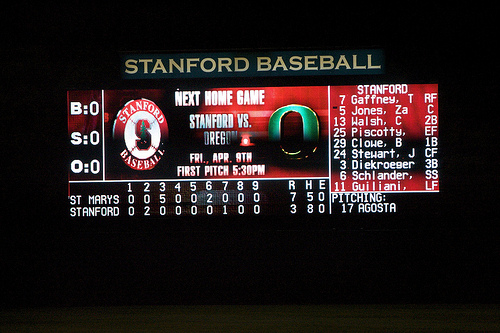 STANFORD BASEBALL
B:0
S:0
O:0
STANFORD
S
BASEBALL
NEXT HOME GAME
STANFORD VS.
OREGON
FRI., APR. 9TH
FIRST PITCH 5:30PM
O
STANFORD
7 Gaffney, T RF
5 Jones, Za C
13 Walsh, C 2B
25 Piscotty, EF
29 Clowe, B 1B
24 Stewart, J CF
3 Diekroeger 3B
6 Schlander, SS
11 Guiliani, LF
PITCHING:
17 AGOSTA
1 2 3 4 5 6 7 8 9 R H E
ST MARYS 0 0 5 0 0 2 0 0 0 7 5 0
STANFORD 0 2 0 0 0 0 1 0 0 3 8 0